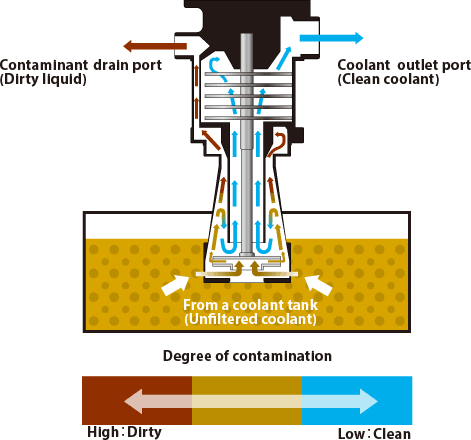 Contaminant drain port
(Dirty liquid)
Coolant outlet port
(Clean coolant)
From a coolant tank
(Unfiltered coolant)
Degree of contamination
High：Dirty
Low：Clean